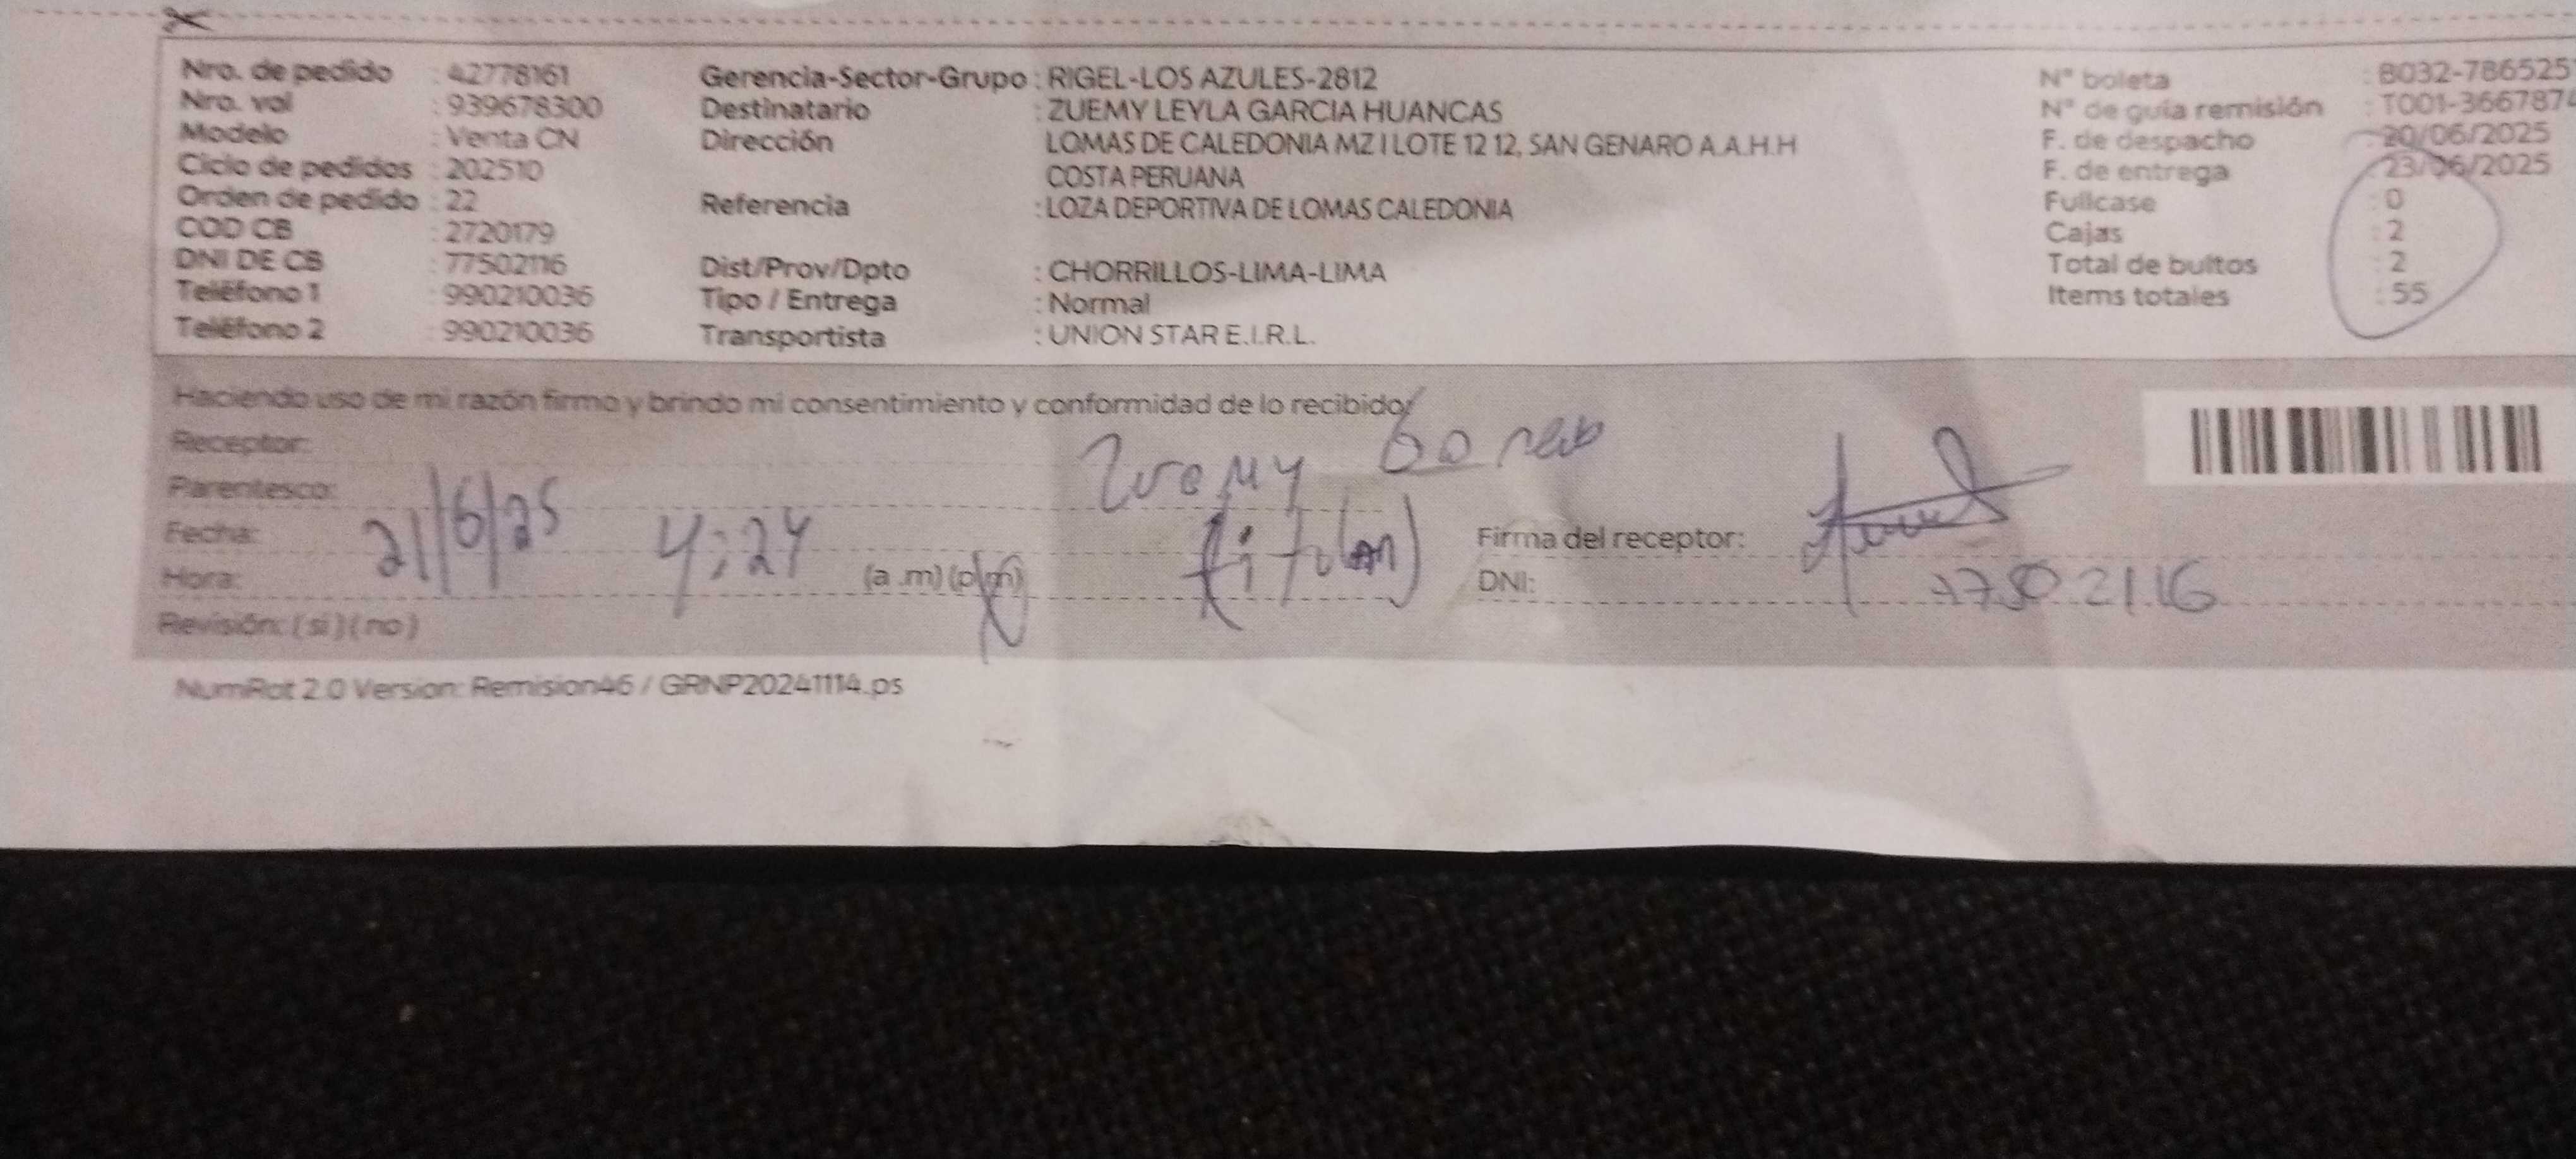 Nro. de pedido : 42778161
Nro. val : 939678300
Modelo : Venta CN
Ciclo de pedidos : 202510
Orden de pedido : 22
COD CB : 2720179
DNI DE CB : 77502116
Teléfono 1 : 990210036
Teléfono 2 : 990210036
Gerencia-Sector-Grupo : RIGEL-LOS AZULES-2812
Destinatario : ZUEMY LEYLA GARCIA HUANCAS
Dirección LOMAS DE CALEDONIA MZ I LOTE 12 12, SAN GENARO A.A.H.H
COSTA PERUANA
Referencia : LOZA DEPORTIVA DE LOMAS CALEDONIA
Dist/Prov/Dpto : CHORRILLOS-LIMA-LIMA
Tipo / Entrega : Normal
Transportista : UNION STAR E.I.R.L.
N° boleta : B032-786525
N° de guía remisión : T001-3667878
F. de despacho : 20/06/2025
F. de entrega : 23/06/2025
Fullcase : 0
Cajas : 2
Total de bultos : 2
Items totales : 55
Haciendo uso de mi razón firmo y brindo mi consentimiento y conformidad de lo recibido:
Receptor: Zuemy
Parentesco: (titular)
Fecha: 21/6/25
Hora: 4:24 (a .m) (p.m)
Revisión: ( si ) ( no )
Firma del receptor:
DNI: 77502116
NumRot 2.0 Version: Remision46 / GRNP20241114.ps